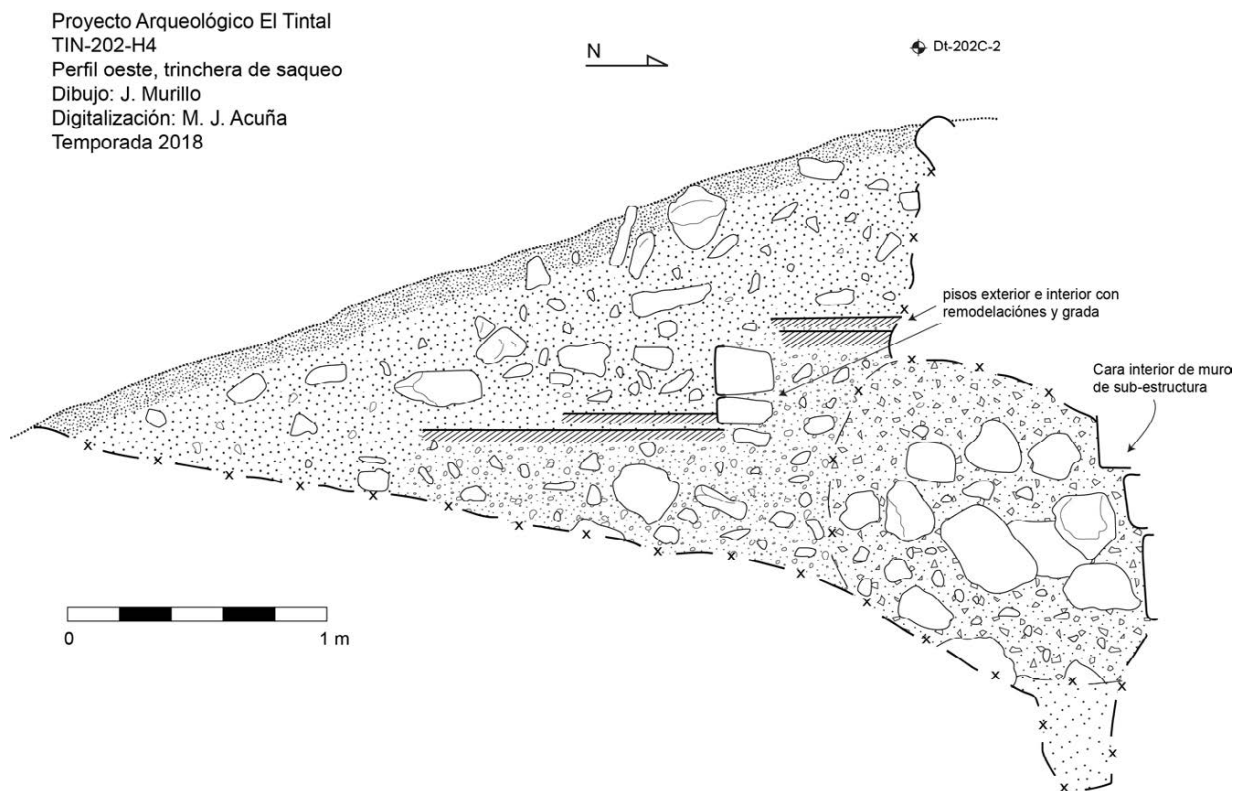 Proyecto Arqueológico El Tintal
TIN-202-H4
Perfil oeste, trinchera de saqueo
Dibujo: J. Murillo
Digitalización: M. J. Acuña
Temporada 2018
N
Dt-202C-2
pisos exterior e interior con
remodelaciónes y grada
Cara interior de muro
de sub-estructura
0
1 m